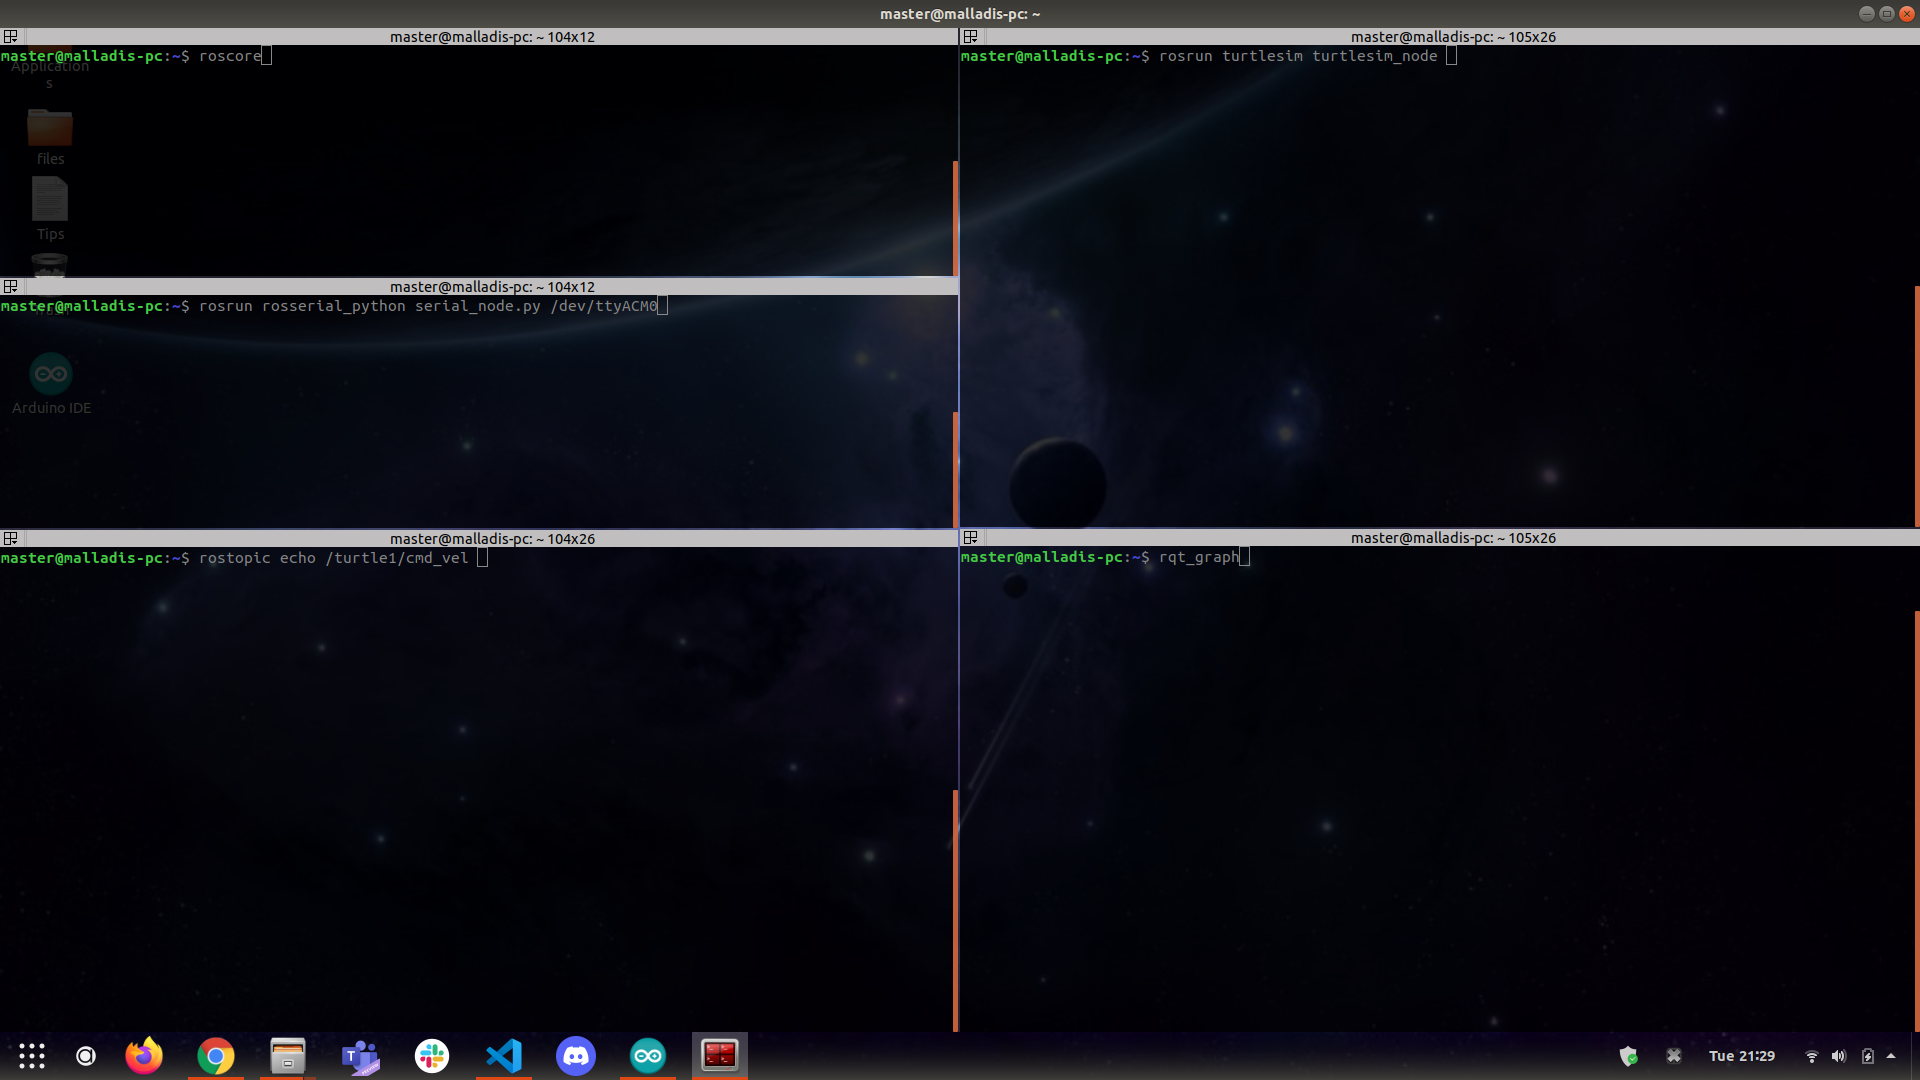 master@malladis-pc: ~
master@malladis-pc: ~ 104x12
master@malladis-pc:~$ roscore
Application
s
files
Tips
master@malladis-pc: ~ 104x12
master@malladis-pc:~$ rosrun rosserial_python serial_node.py /dev/ttyACM0
Arduino IDE
master@malladis-pc: ~ 104x26
master@malladis-pc:~$ rostopic echo /turtle1/cmd_vel
master@malladis-pc: ~ 105x26
master@malladis-pc:~$ rosrun turtlesim turtlesim_node
master@malladis-pc: ~ 105x26
master@malladis-pc:~$ rqt_graph
Tue 21:29